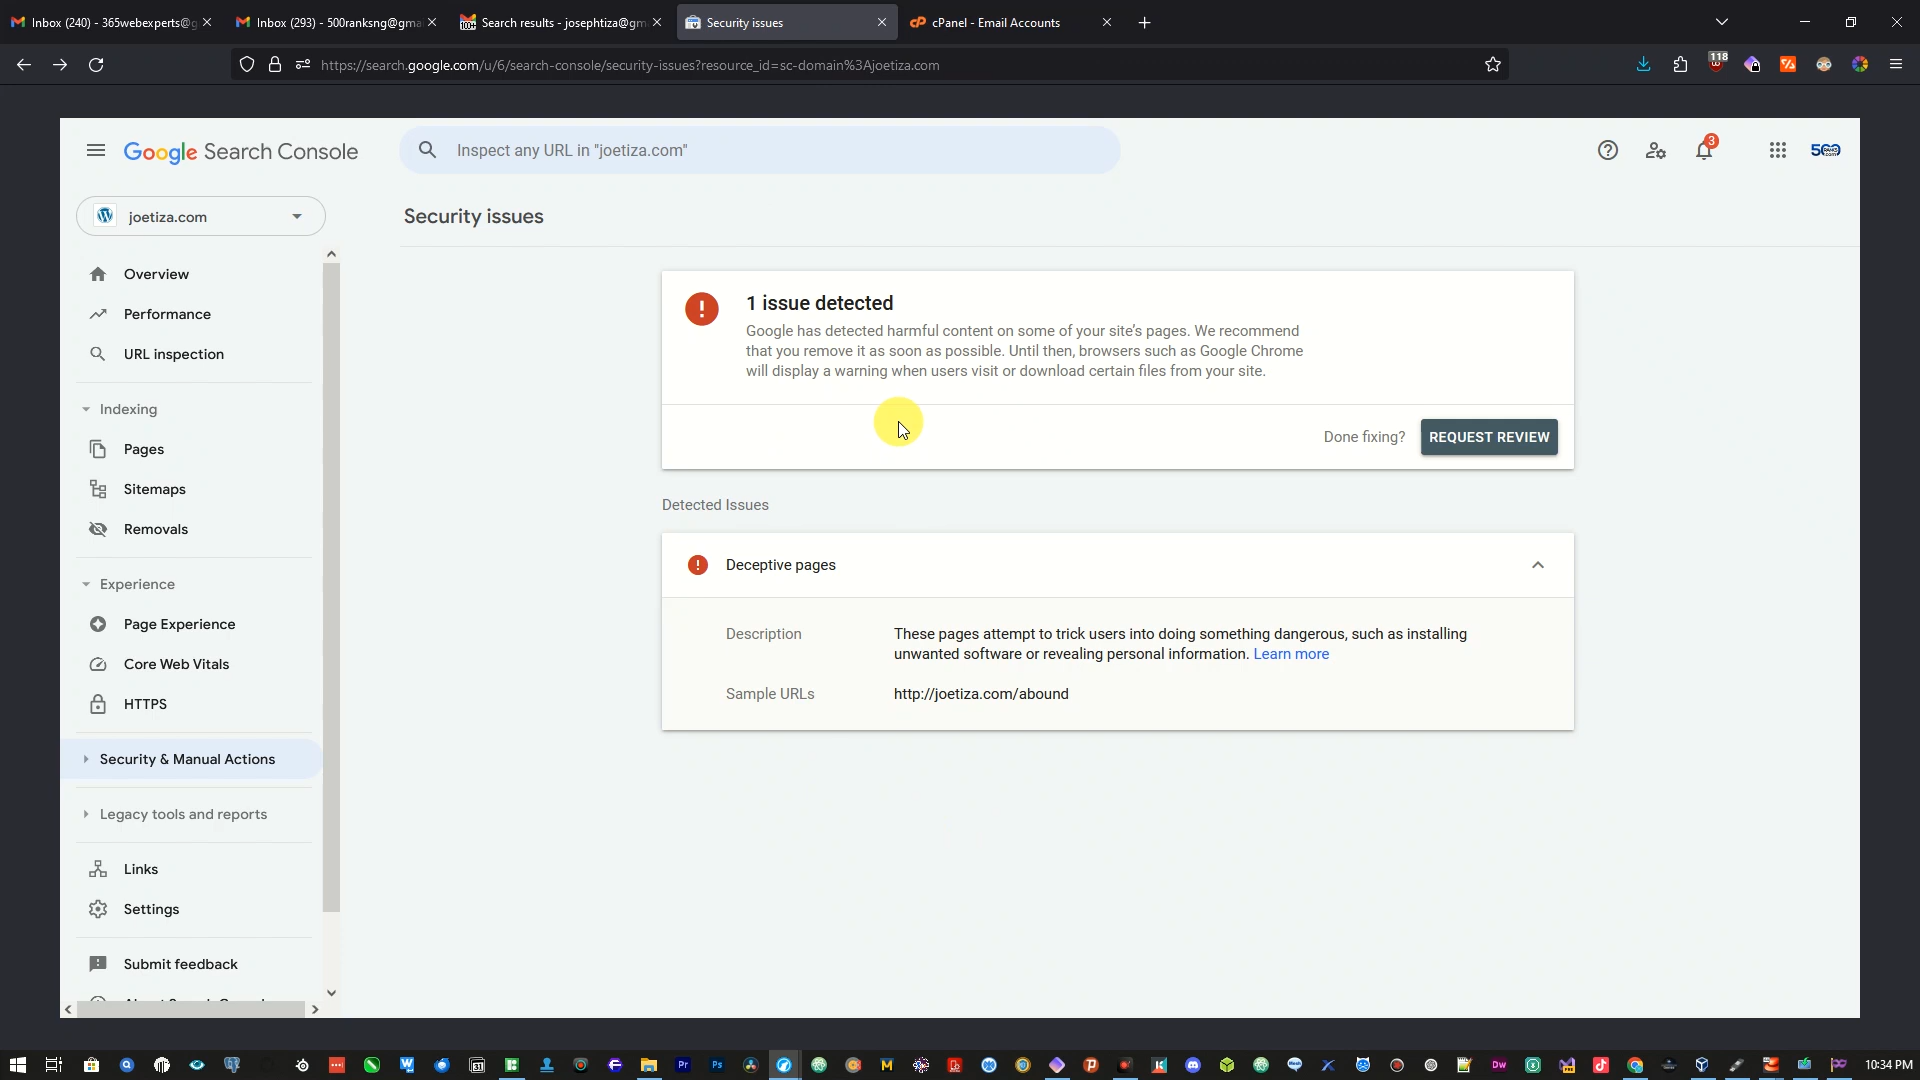 Inbox (240) - 365webexperts@g
Inbox (293) - 500ranksng@gmai
Search results - josephtiza@gm
Security issues
cPanel - Email Accounts
https://search.google.com/u/6/search-console/security-issues?resource_id=sc-domain%3Ajoetiza.com
118
Google Search Console
Inspect any URL in "joetiza.com"
3
joetiza.com
Security issues
Overview
Performance
URL inspection
Indexing
Pages
Sitemaps
Removals
Experience
Page Experience
Core Web Vitals
HTTPS
Security & Manual Actions
Legacy tools and reports
Links
Settings
Submit feedback
1 issue detected
Google has detected harmful content on some of your site's pages. We recommend
that you remove it as soon as possible. Until then, browsers such as Google Chrome
will display a warning when users visit or download certain files from your site.
Done fixing?
REQUEST REVIEW
Detected Issues
Deceptive pages
Description
These pages attempt to trick users into doing something dangerous, such as installing
unwanted software or revealing personal information. Learn more
Sample URLs
http://joetiza.com/abound
10:34 PM